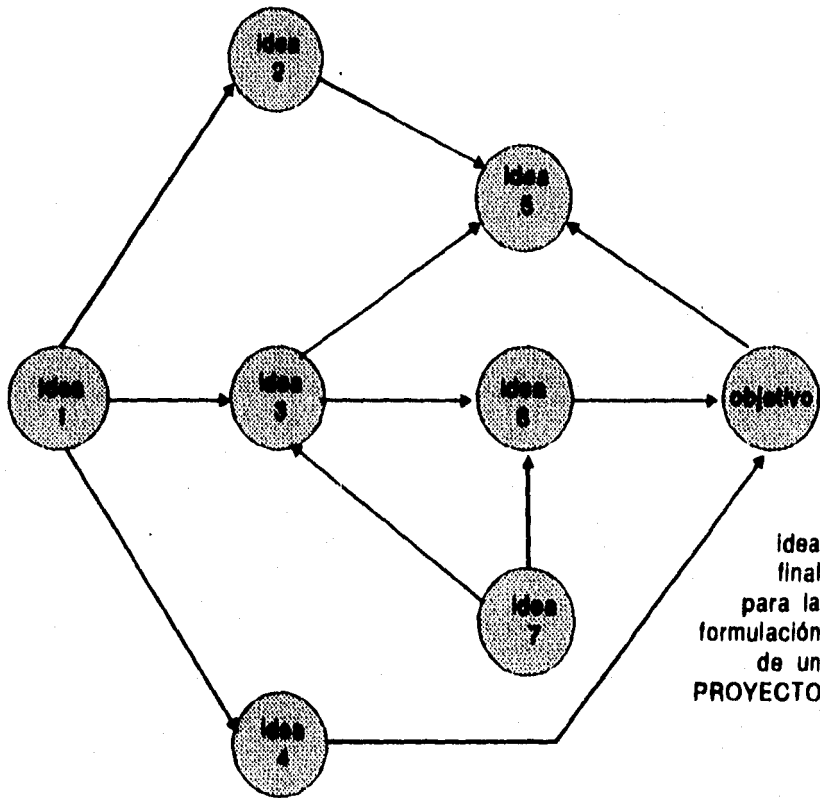 idea
2
idea
5
idea
1
idea
3
idea
6
objetivo
idea
7
idea
4
idea
final
para la
formulación
de un
PROYECTO